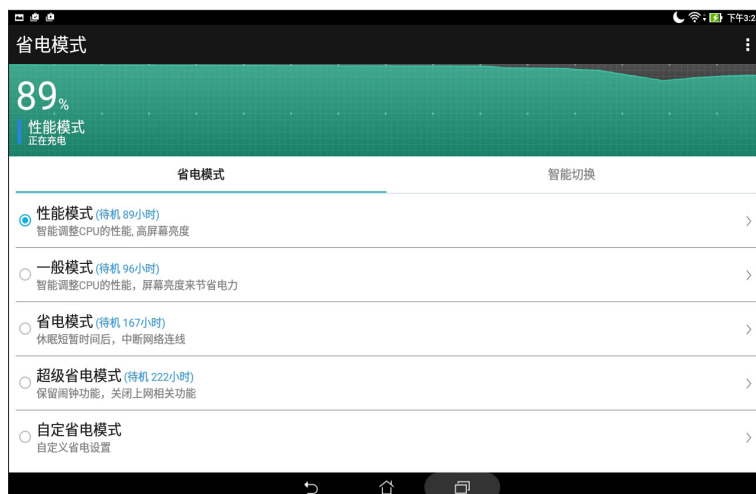 下午3:2
省电模式
89%
性能模式
正在充电
省电模式
智能切换
性能模式 (待机 89小时)
智能调整CPU的性能, 高屏幕亮度
一般模式 (待机 96小时)
智能调整CPU的性能，屏幕亮度来节省电力
省电模式 (待机 167小时)
休眠短暂时间后，中断网络连线
超级省电模式 (待机 222小时)
保留闹钟功能，关闭上网相关功能
自定省电模式
自定义省电设置